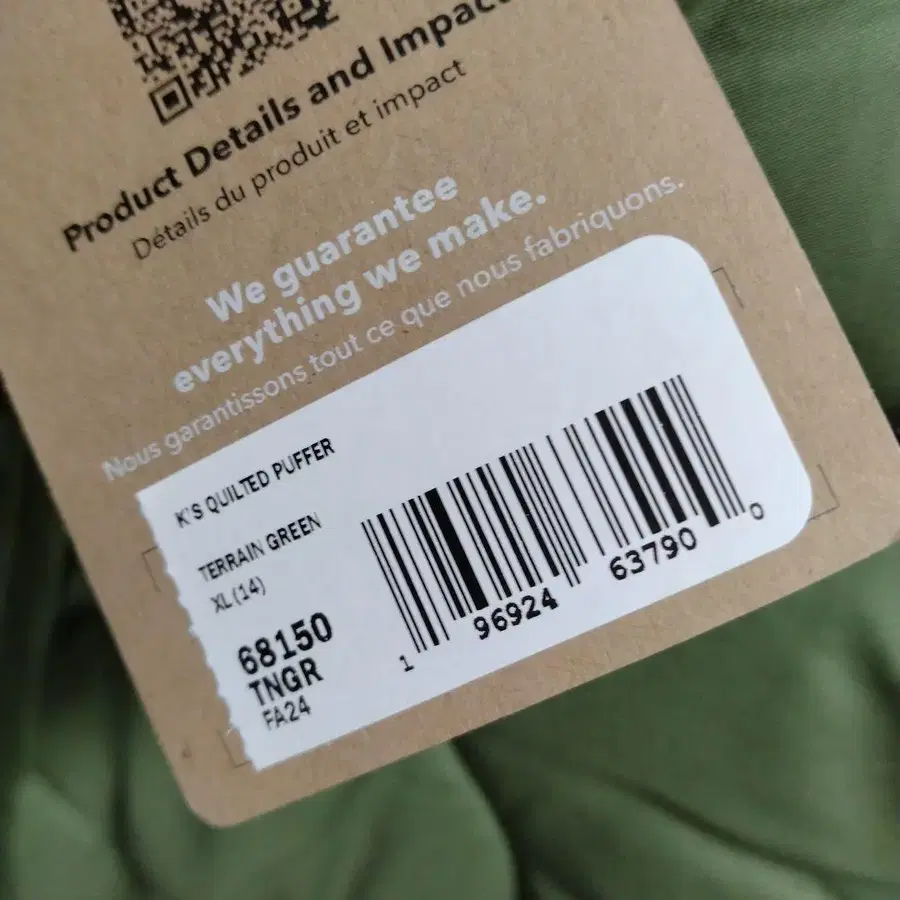 Product Details and Impact
Détails du produit et impact
We guarantee
everything we make.
Nous garantissons tout ce que nous fabriquons.
K'S QUILTED PUFFER
TERRAIN GREEN
XL(14)
68150
TNGR
FA24
1 96924 63790 0